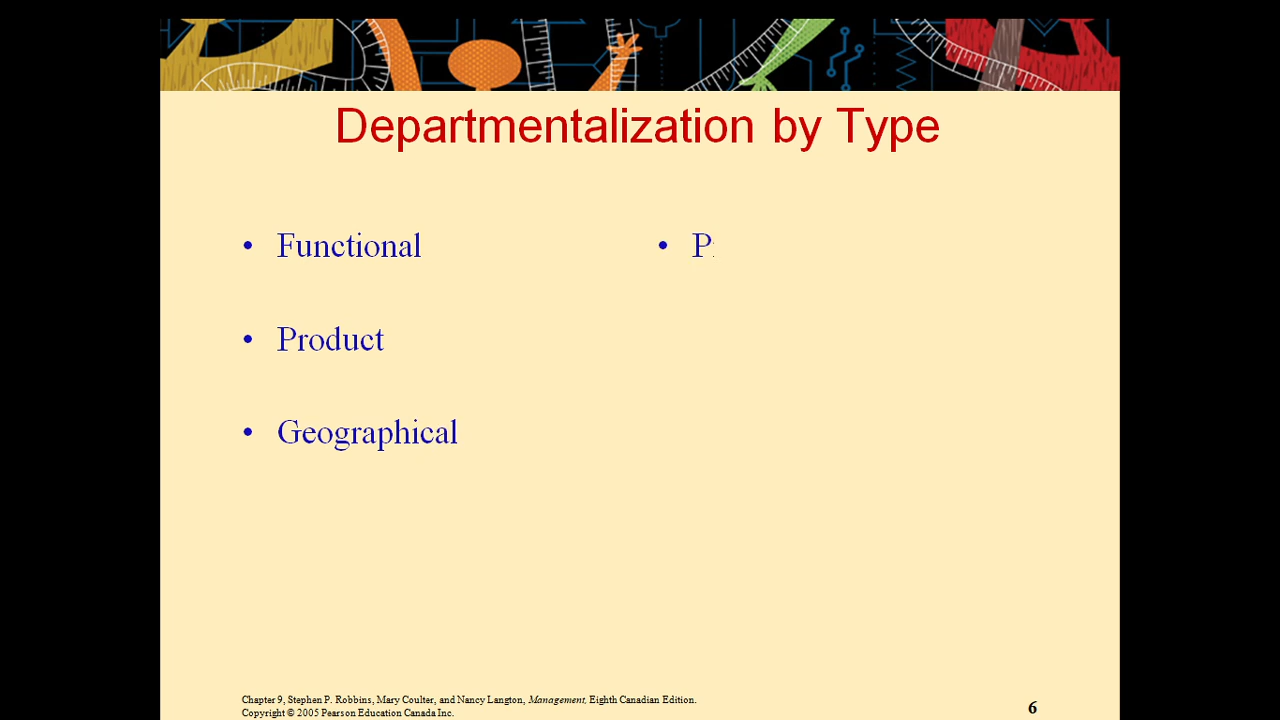 Departmentalization by Type
• Functional
• Product
• Geographical
• P
Chapter 9, Stephen P. Robbins, Mary Coulter, and Nancy Langton, Management, Eighth Canadian Edition.
Copyright © 2005 Pearson Education Canada Inc.
6